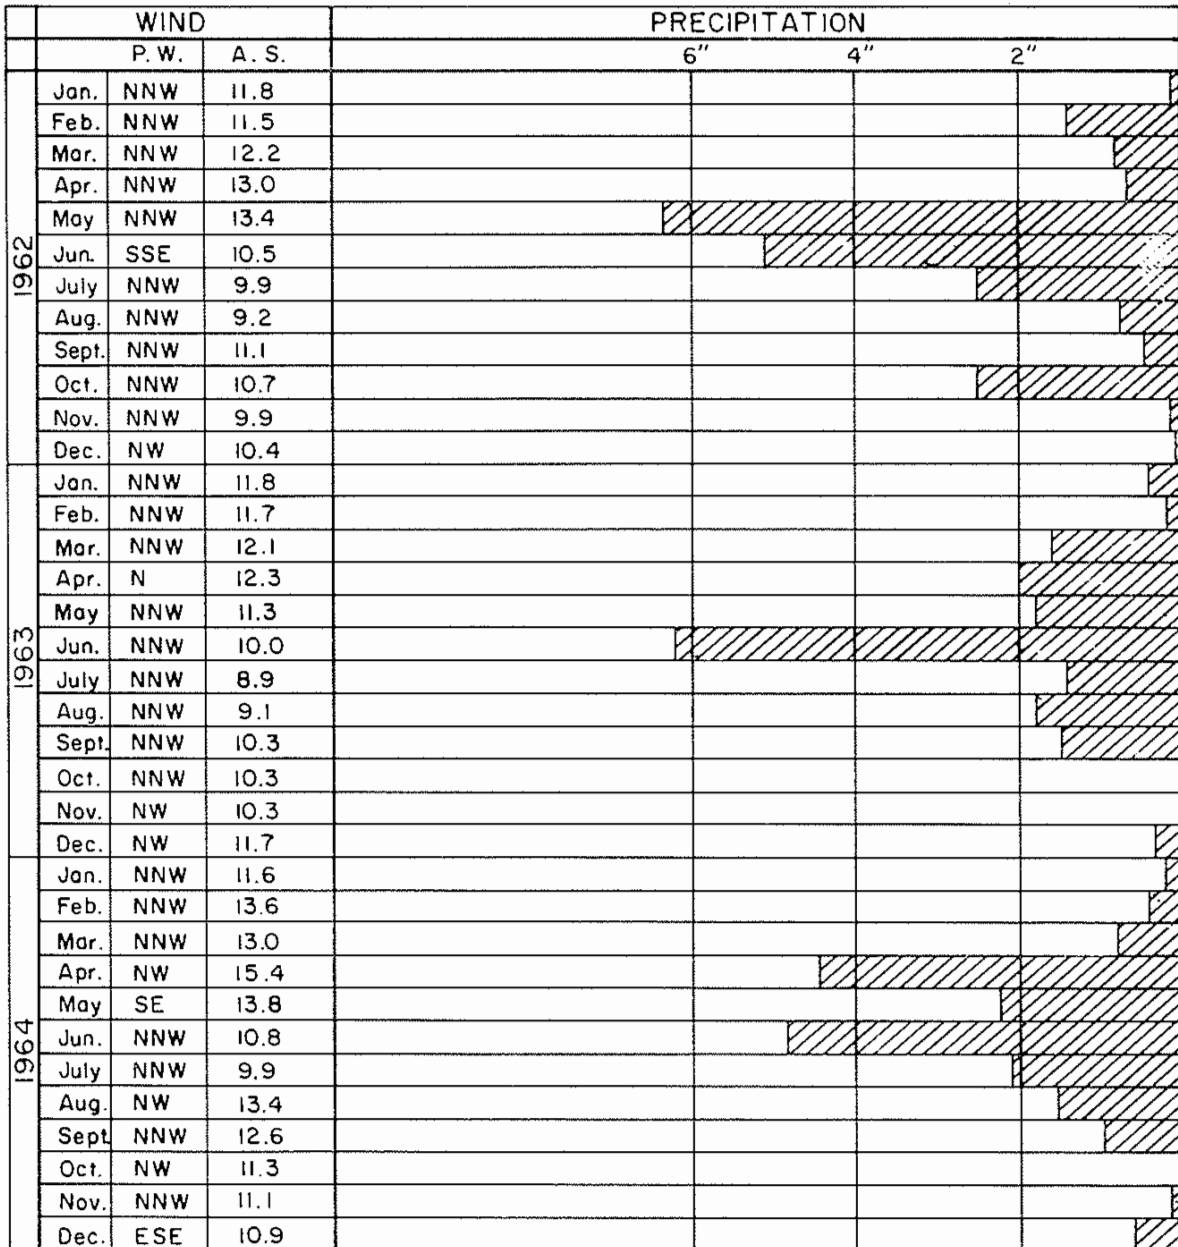 WIND PRECIPITATION
P.W. A.S. 6" 4" 2"
1962
Jan. NNW 11.8
Feb. NNW 11.5
Mar. NNW 12.2
Apr. NNW 13.0
May NNW 13.4
Jun. SSE 10.5
July NNW 9.9
Aug. NNW 9.2
Sept. NNW 11.1
Oct. NNW 10.7
Nov. NNW 9.9
Dec. NW 10.4
1963
Jan. NNW 11.8
Feb. NNW 11.7
Mar. NNW 12.1
Apr. N 12.3
May NNW 11.3
Jun. NNW 10.0
July NNW 8.9
Aug. NNW 9.1
Sept. NNW 10.3
Oct. NNW 10.3
Nov. NW 10.3
Dec. NW 11.7
1964
Jan. NNW 11.6
Feb. NNW 13.6
Mar. NNW 13.0
Apr. NW 15.4
May SE 13.8
Jun. NNW 10.8
July NNW 9.9
Aug. NW 13.4
Sept NNW 12.6
Oct. NW 11.3
Nov. NNW 11.1
Dec. ESE 10.9